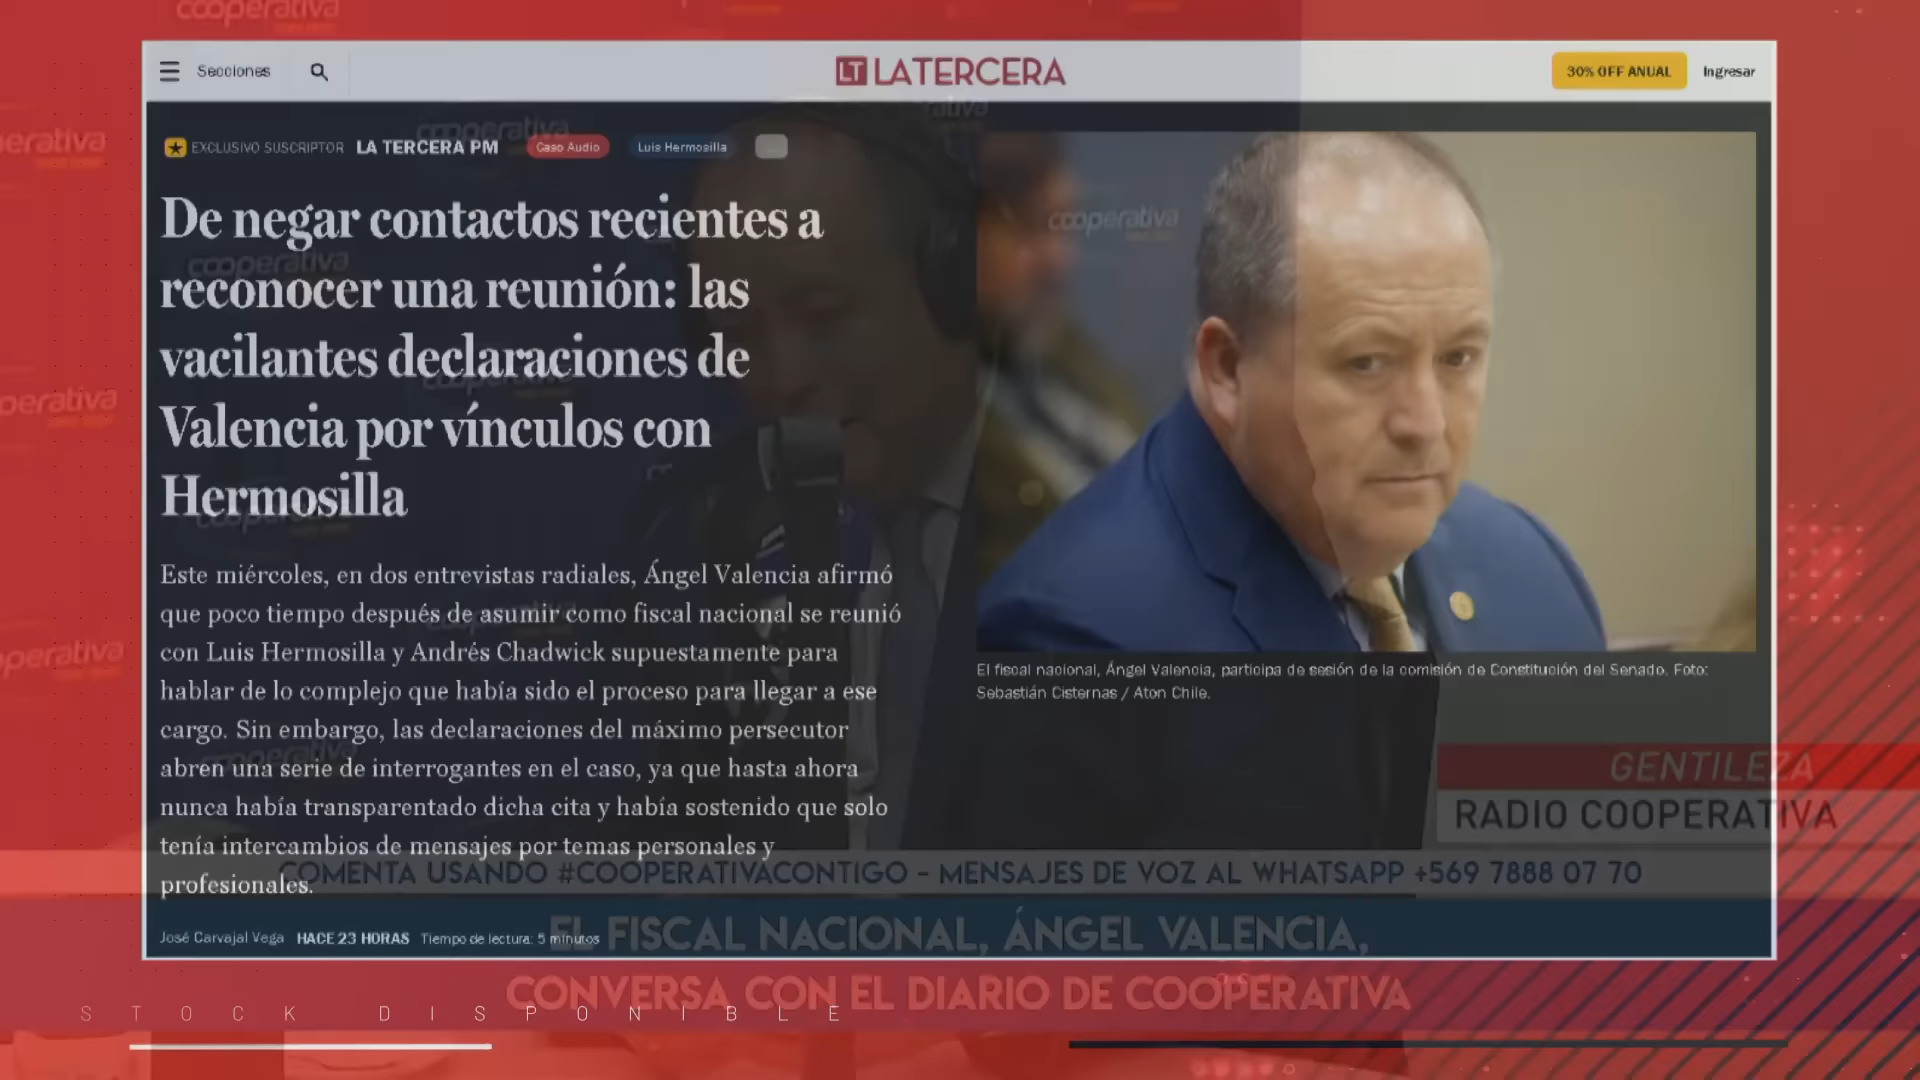 cooperativa
Secciones
LT LATERCERA
30% OFF ANUAL
Ingresar
EXCLUSIVO SUSCRIPTOR LA TERCERA PM Caso Audio Luis Hermosilla ...
De negar contactos recientes a
reconocer una reunión: las
vacilantes declaraciones de
Valencia por vínculos con
Hermosilla
Este miércoles, en dos entrevistas radiales, Ángel Valencia afirmó
que poco tiempo después de asumir como fiscal nacional se reunió
con Luis Hermosilla y Andrés Chadwick supuestamente para
hablar de lo complejo que había sido el proceso para llegar a ese
cargo. Sin embargo, las declaraciones del máximo persecutor
abren una serie de interrogantes en el caso, ya que hasta ahora
nunca había transparentado dicha cita y había sostenido que solo
tenía intercambios de mensajes por temas personales y
profesionales.
José Carvajal Vega HACE 23 HORAS Tiempo de lectura: 5 minutos
cooperativa
El fiscal nacional, Ángel Valencia, participa de sesión de la comisión de Constitución del Senado. Foto:
Sebastián Cisternas / Aton Chile.
GENTILEZA
RADIO COOPERATIVA
COMENTA USANDO #COOPERATIVACONTIGO - MENSAJES DE VOZ AL WHATSAPP +569 7888 07 70
EL FISCAL NACIONAL, ÁNGEL VALENCIA,
CONVERSA CON EL DIARIO DE COOPERATIVA
STOCK DISPONIBLE